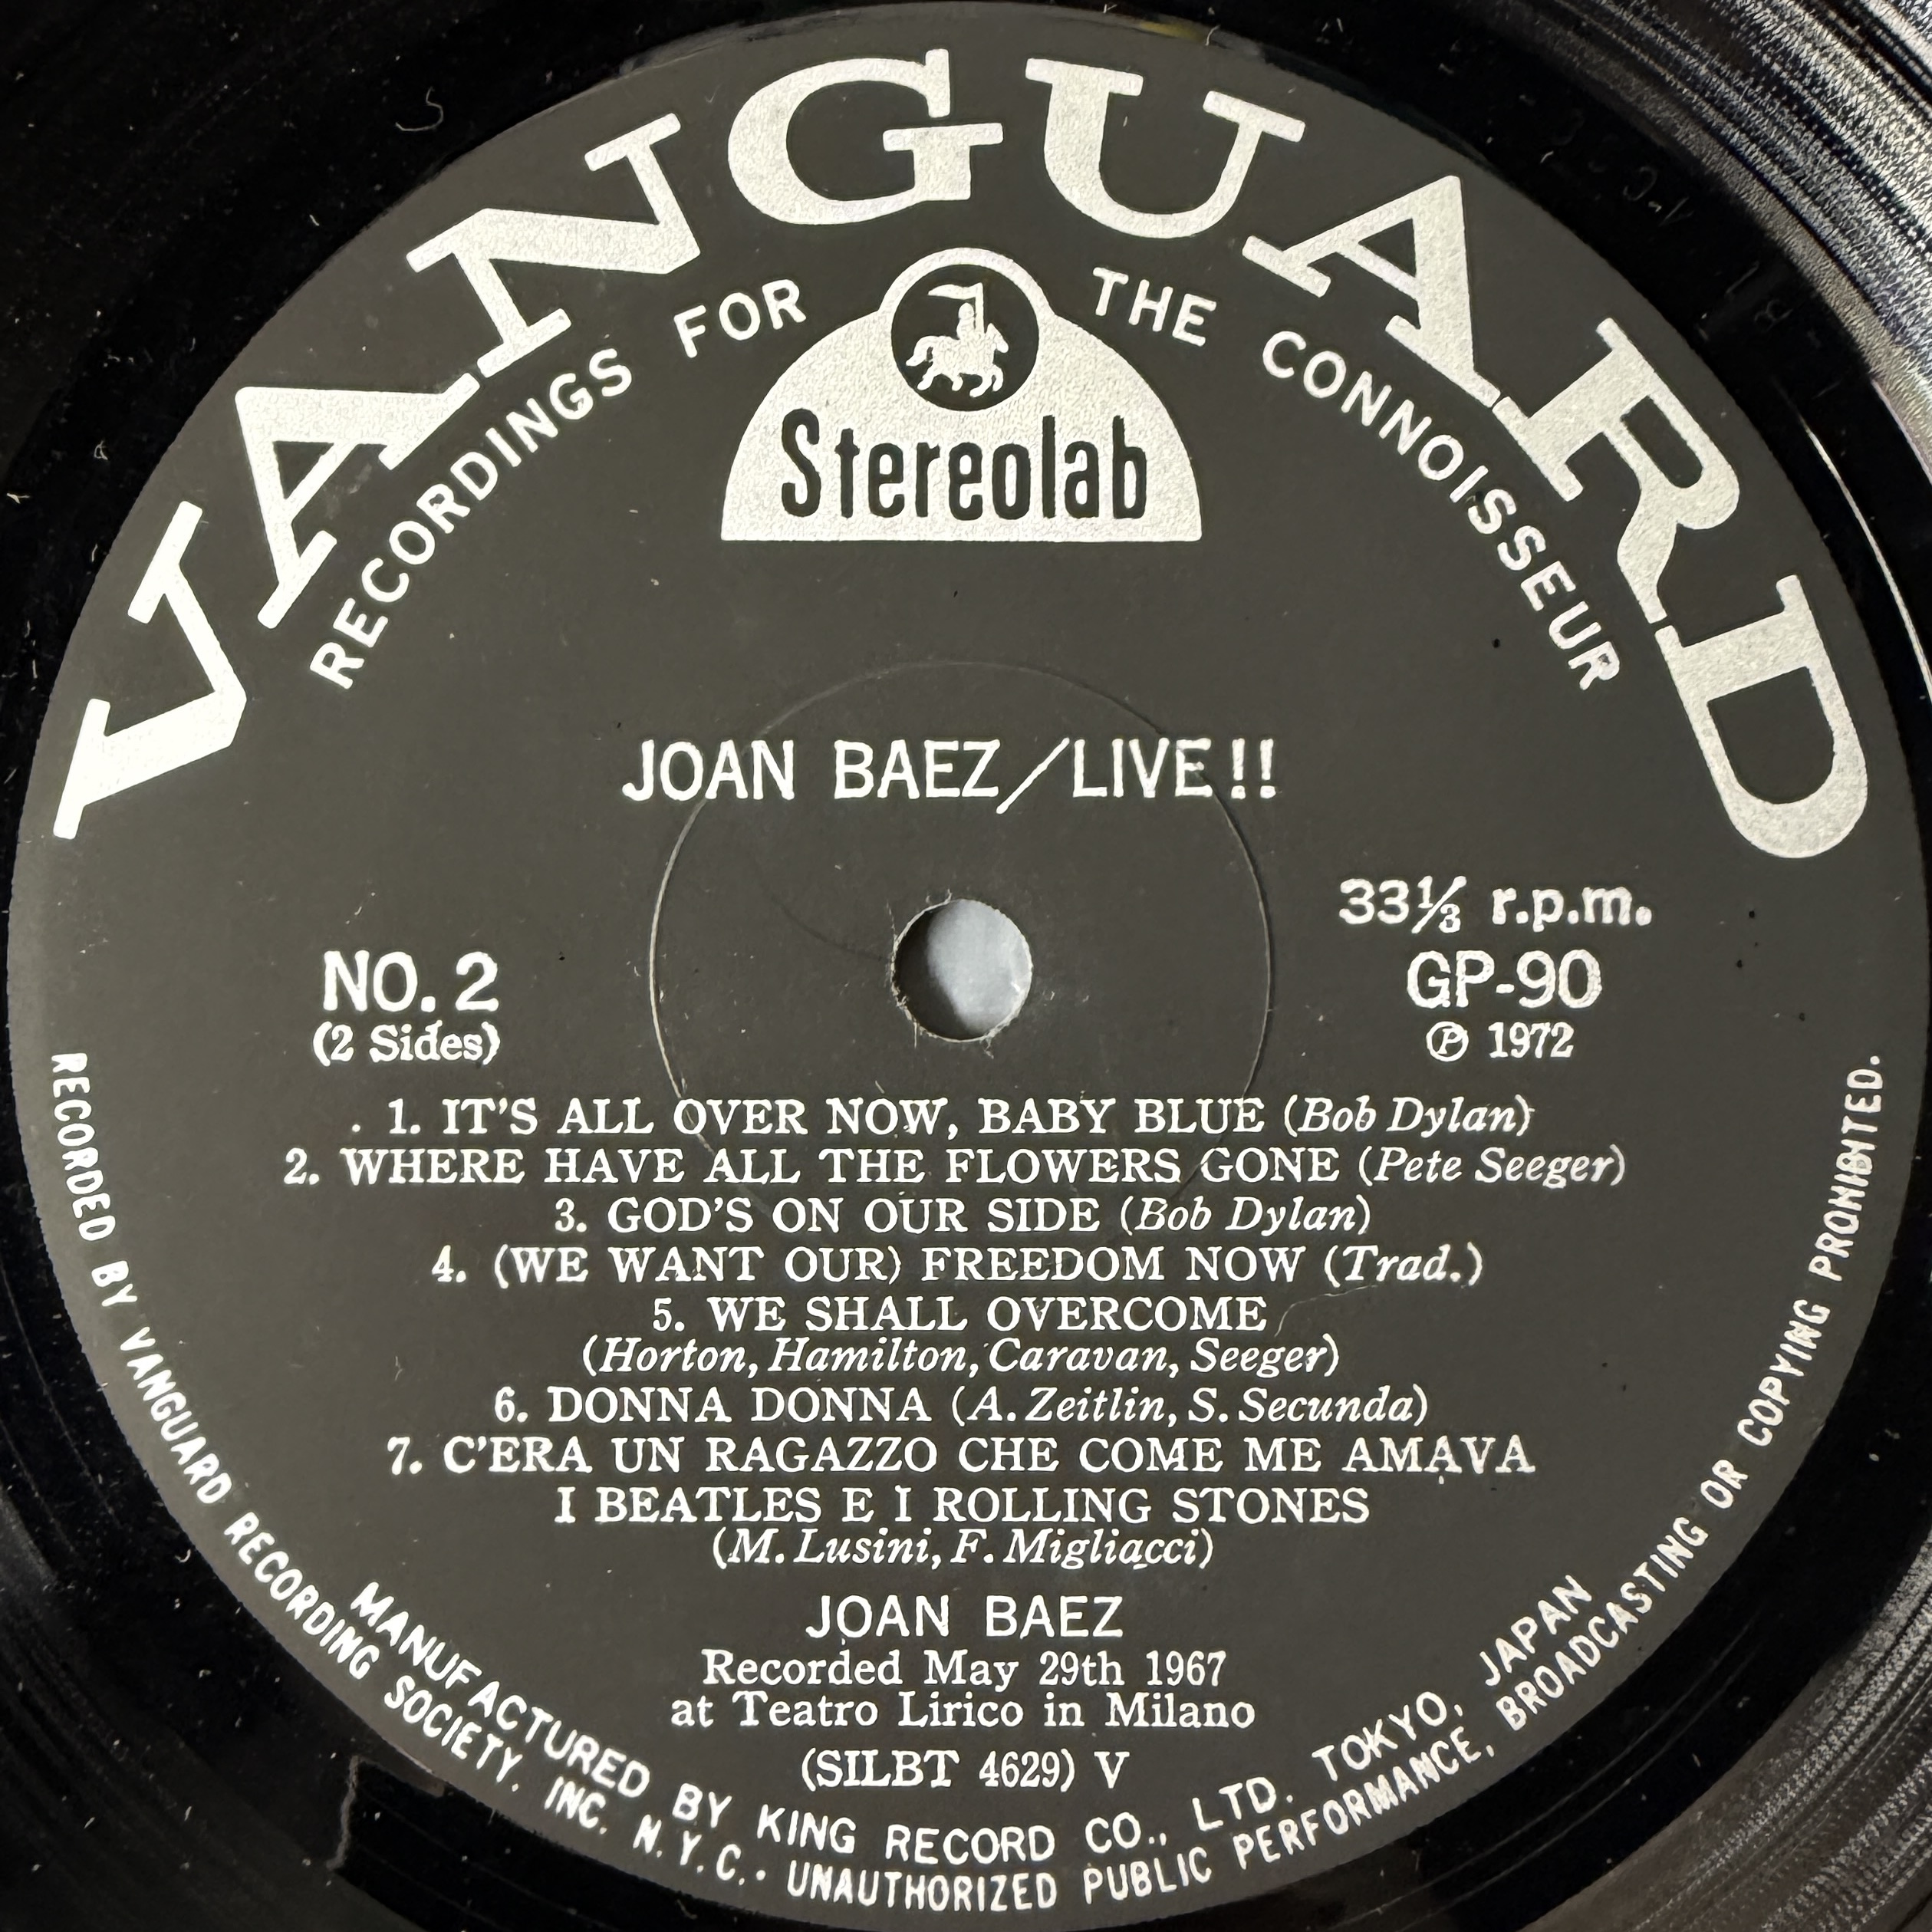 VANGUARD
RECORDINGS FOR THE CONNOISSEUR
Stereolab
JOAN BAEZ/LIVE!!
33⅓ r.p.m.
NO. 2
GP-90
(2 Sides)
℗ 1972
1. IT'S ALL OVER NOW, BABY BLUE (Bob Dylan)
2. WHERE HAVE ALL THE FLOWERS GONE (Pete Seeger)
3. GOD'S ON OUR SIDE (Bob Dylan)
4. (WE WANT OUR) FREEDOM NOW (Trad.)
5. WE SHALL OVERCOME
(Horton, Hamilton, Caravan, Seeger)
6. DONNA DONNA (A. Zeitlin, S. Secunda)
7. C'ERA UN RAGAZZO CHE COME ME AMAVA
I BEATLES E I ROLLING STONES
(M. Lusini, F. Migliacci)
JOAN BAEZ
Recorded May 29th 1967
at Teatro Lirico in Milano
(SILBT 4629) V
MANUFACTURED BY KING RECORD CO., LTD. TOKYO, JAPAN
RECORDED BY VANGUARD RECORDING SOCIETY, INC. N.Y.C. • UNAUTHORIZED PUBLIC PERFORMANCE, BROADCASTING OR COPYING PROHIBITED.